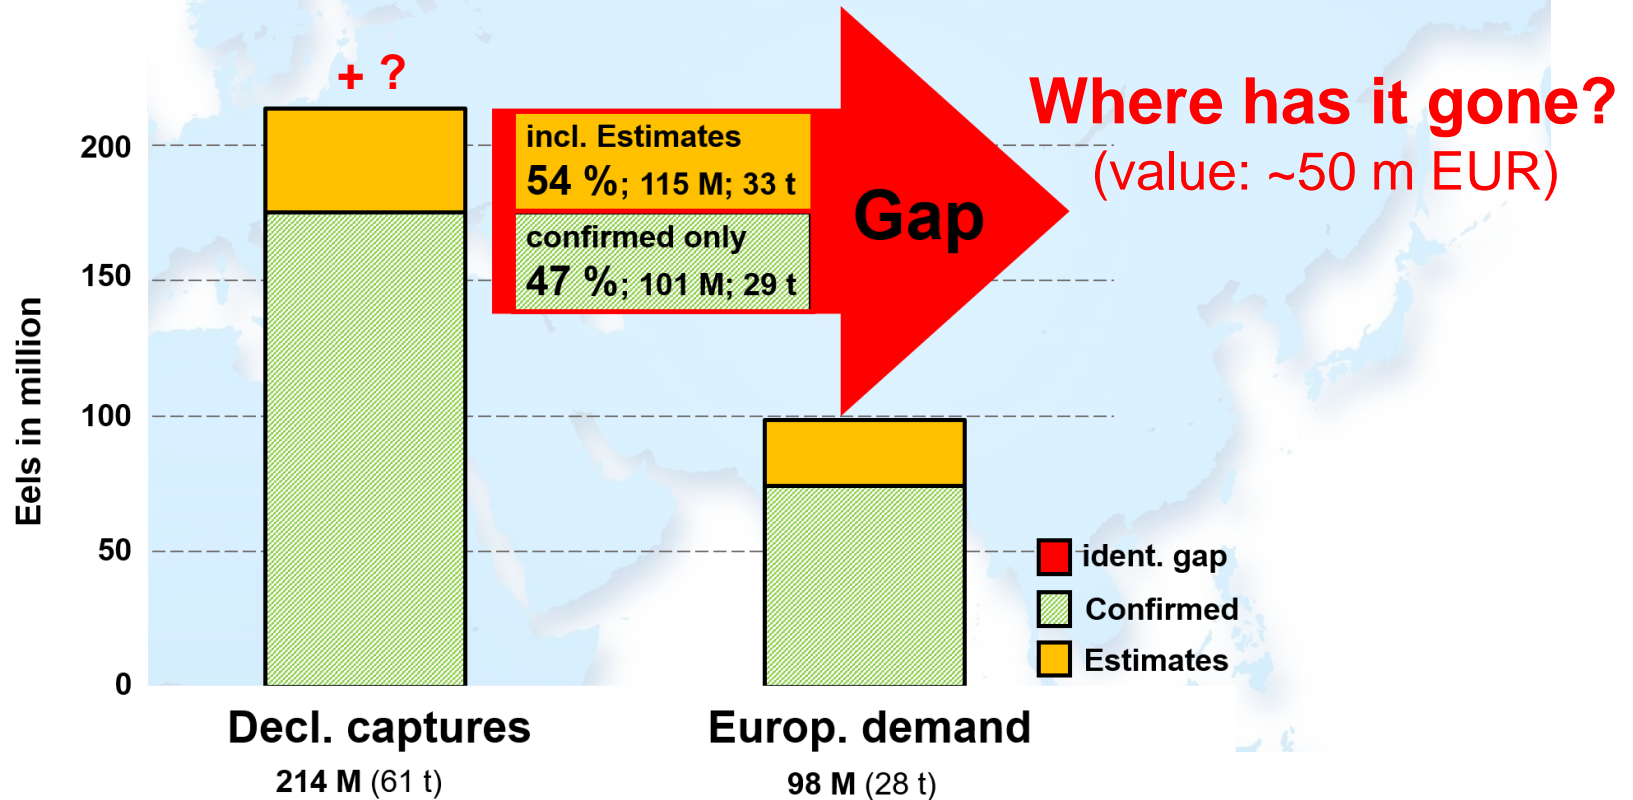 + ?
Where has it gone?
(value: ~50 m EUR)
incl. Estimates
54 %; 115 M; 33 t
confirmed only
47 %; 101 M; 29 t
Gap
Eels in million
200
150
100
50
0
ident. gap
Confirmed
Estimates
Decl. captures
214 M (61 t)
Europ. demand
98 M (28 t)